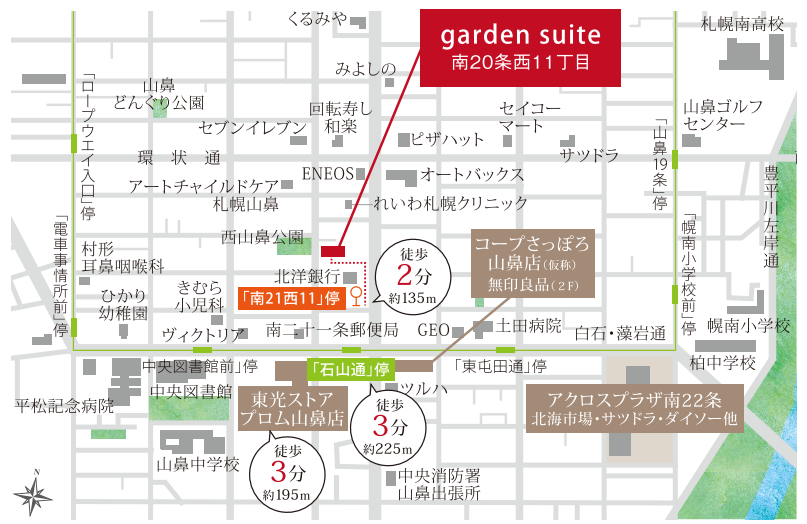 くるみや
garden suite
南20条西11丁目
札幌南高校
みよしの
山鼻
どんぐり公園
回転寿し
和楽
セイコー
マート
山鼻ゴルフ
センター
「ロープウエイ入口」停
セブンイレブン
ピザハット
サツドラ
「山鼻19条」停
環状通
ENEOS
オートバックス
アートチャイルドケア
札幌山鼻
れいわ札幌クリニック
豊平川左岸通
西山鼻公園
「電車事情所前」停
村形
耳鼻咽喉科
徒歩
2分
約135m
コープさっぽろ
山鼻店(仮称)
無印良品(2F)
「幌南小学校前」停
北洋銀行
きむら
小児科
「南21西11」停
ひかり
幼稚園
ヴィクトリア
南二十一条郵便局
GEO
土田病院
白石・藻岩通
幌南小学校
柏中学校
中央図書館前」停
「石山通」停
「東屯田通」停
中央図書館
平松記念病院
東光ストア
プロム山鼻店
ツルハ
徒歩
3分
約225m
アクロスプラザ南22条
北海市場・サツドラ・ダイソー他
山鼻中学校
徒歩
3分
約195m
中央消防署
山鼻出張所
N